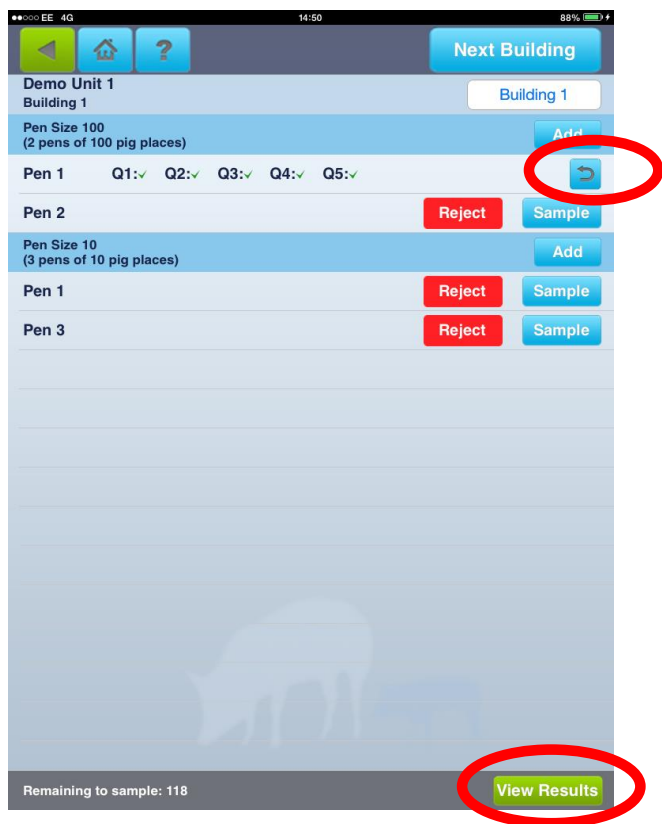 EE 4G 14:50 88%
? Next Building
Demo Unit 1
Building 1
Building 1
Pen Size 100
(2 pens of 100 pig places)
Add
Pen 1 Q1:✓ Q2:✓ Q3:✓ Q4:✓ Q5:✓
Pen 2 Reject Sample
Pen Size 10
(3 pens of 10 pig places)
Add
Pen 1 Reject Sample
Pen 3 Reject Sample
Remaining to sample: 118 View Results